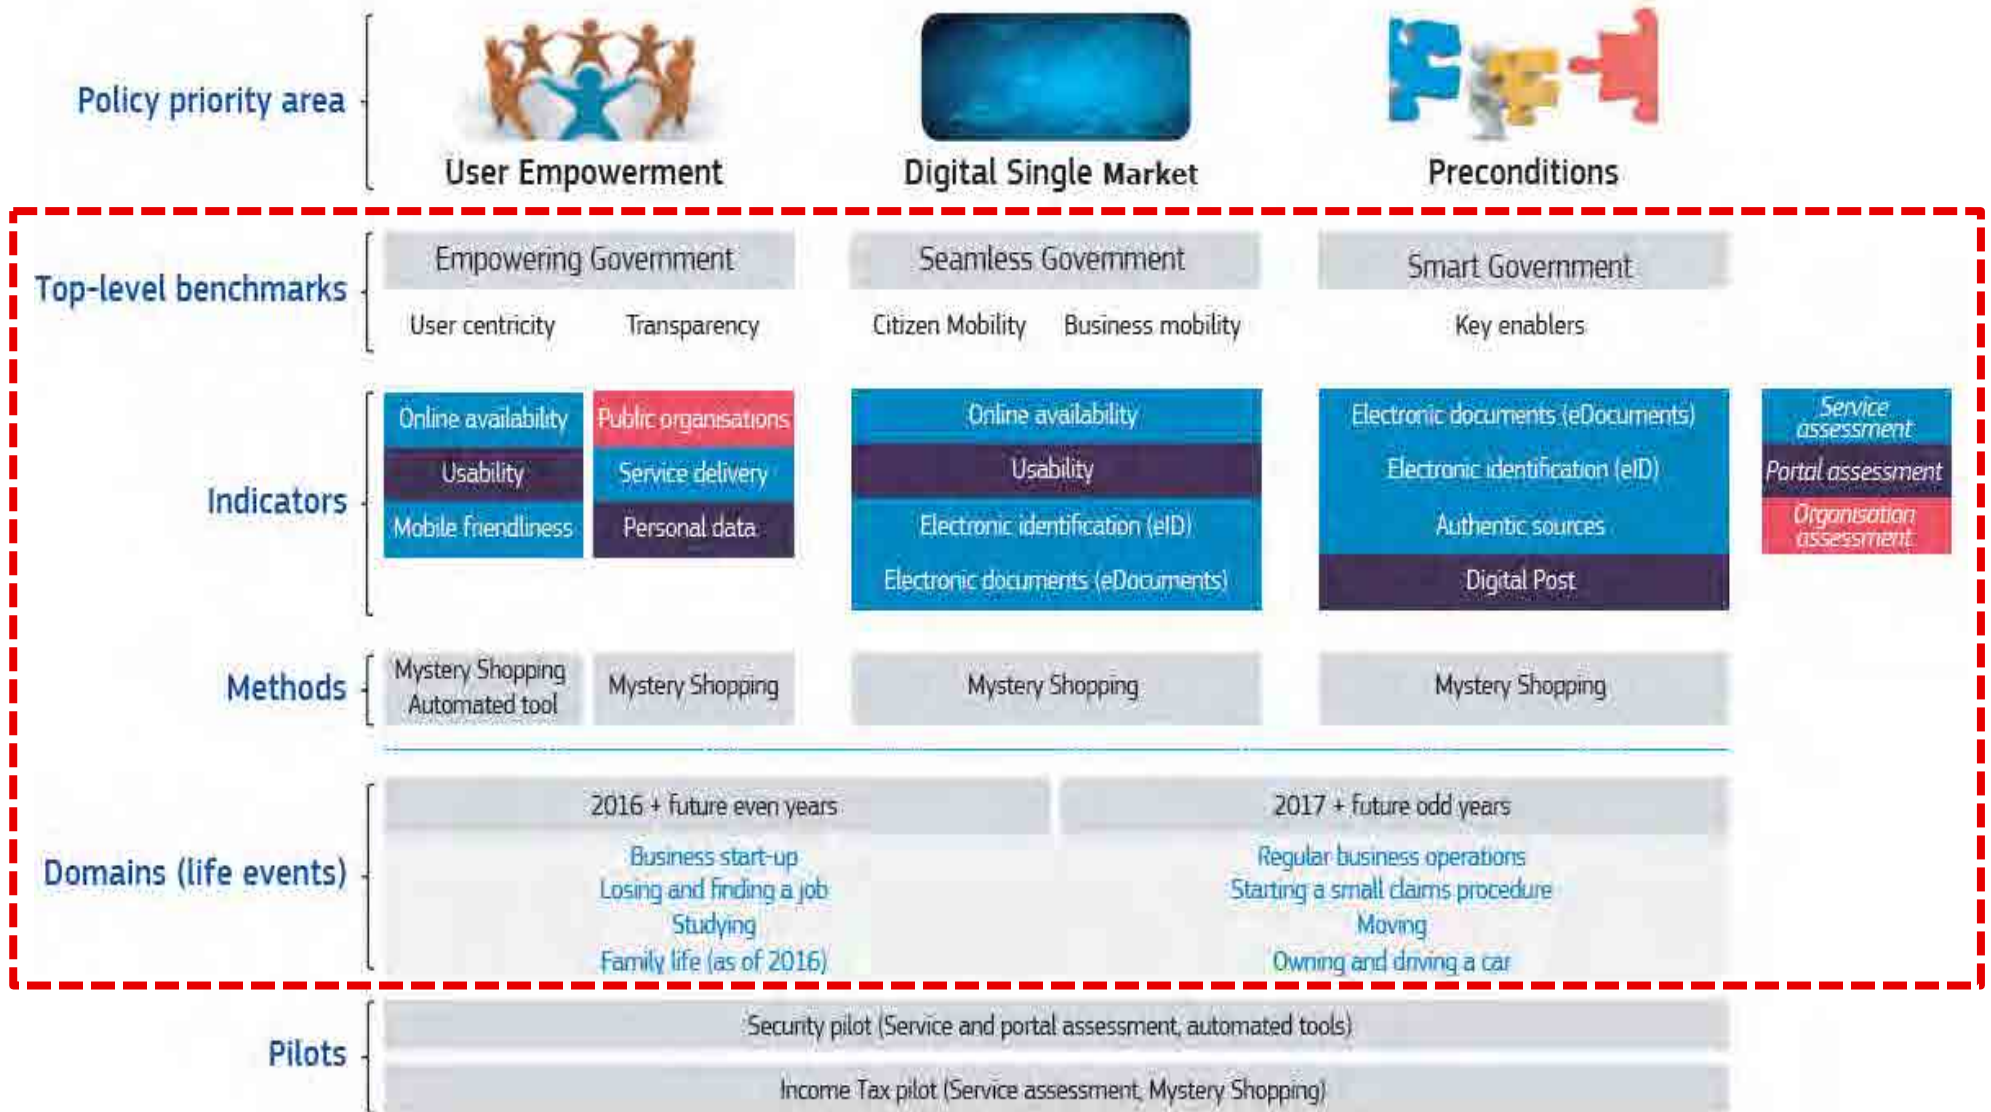 Policy priority area
User Empowerment
Digital Single Market
Preconditions
Top-level benchmarks
Empowering Government
Seamless Government
Smart Government
User centricity
Transparency
Citizen Mobility
Business mobility
Key enablers
Indicators
Online availability
Usability
Mobile friendliness
Public organisations
Service delivery
Personal data
Online availability
Usability
Electronic identification (eID)
Electronic documents (eDocuments)
Electronic documents (eDocuments)
Electronic identification (eID)
Authentic sources
Digital Post
Service
assessment
Portal assessment
Organisation
assessment
Methods
Mystery Shopping
Automated tool
Mystery Shopping
Mystery Shopping
Mystery Shopping
Domains (life events)
2016 + future even years
Business start-up
Losing and finding a job
Studying
Family life (as of 2016)
2017 + future odd years
Regular business operations
Starting a small claims procedure
Moving
Owning and driving a car
Pilots
Security pilot (Service and portal assessment, automated tools)
Income Tax pilot (Service assessment, Mystery Shopping)